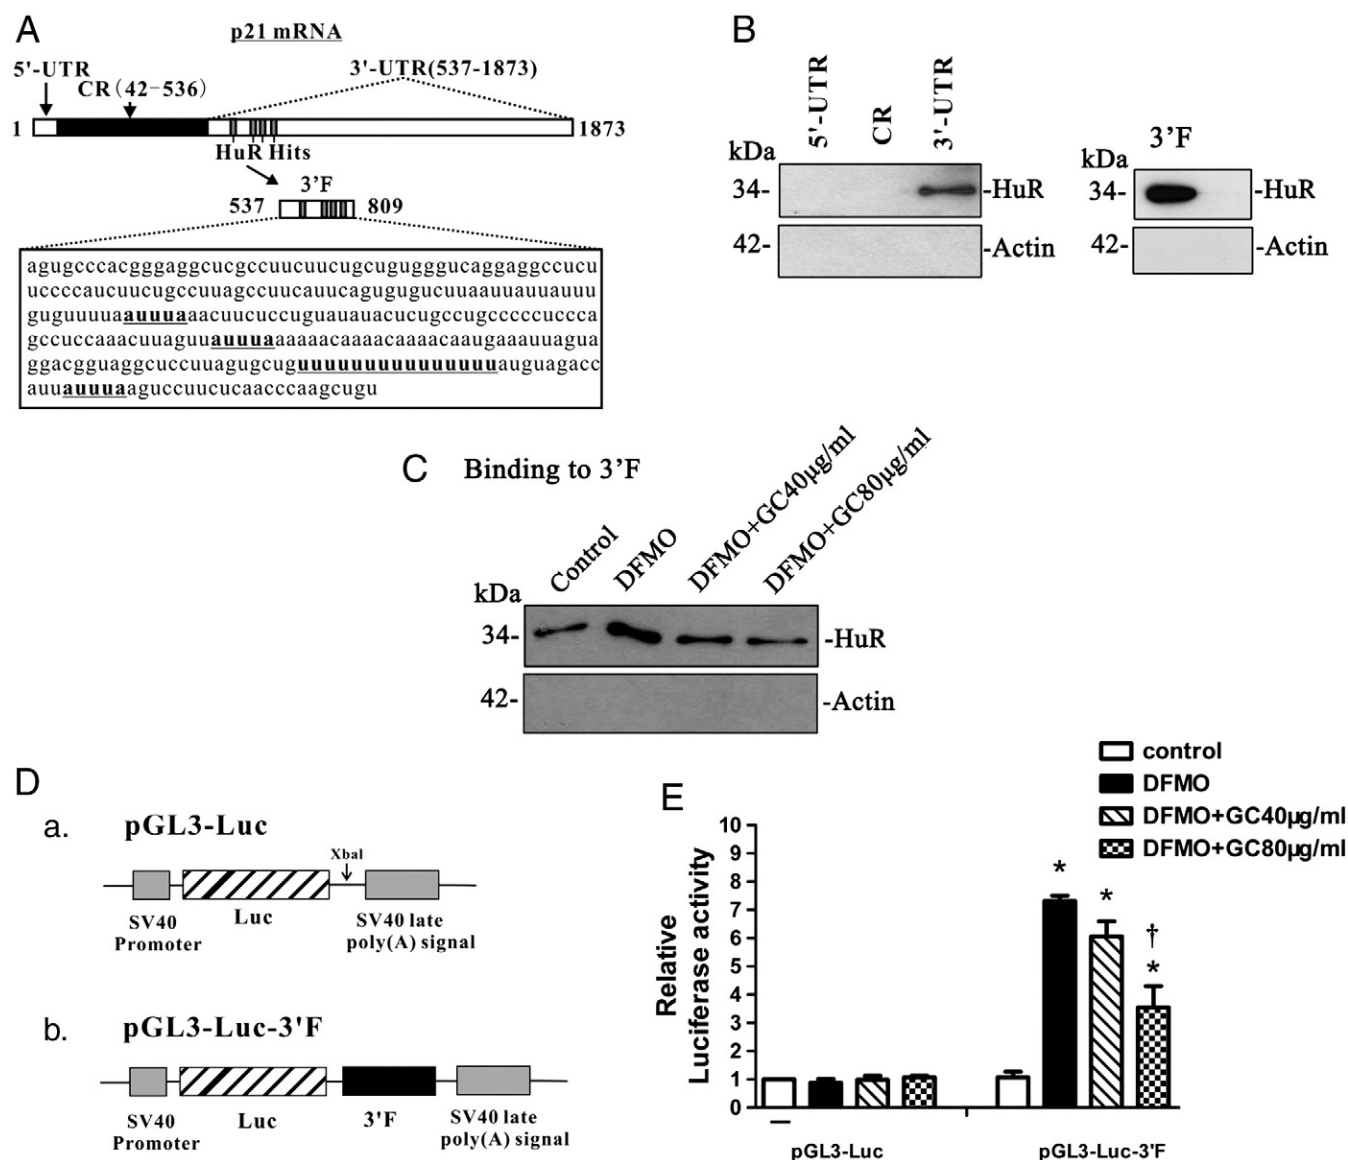 A
p21 mRNA
5'-UTR
CR(42-536)
3'-UTR(537-1873)
1
1873
HuR Hits
3'F
537
809
agugcccacgggaggcucgccuucuucugcugugggucaggaggccucu
uccccaucuucugccuuagccuucauucagugugucuuaauuauuauuu
guguuuuaauuuaaacuucuccuguauauacucugccugcccccuccca
gccuccaaacuuaguuauuuaaaaaacaaaacaaaacaaugaaauuagua
ggacgguaggcuccuuagugcuguuuuuuuuuuuuuuuuauguagacc
auuauuuaaguccuucucaacccaagcugu
B
5'-UTR
CR
3'-UTR
kDa
34-
-HuR
42-
-Actin
3'F
kDa
34-
-HuR
42-
-Actin
C Binding to 3'F
Control
DFMO
DFMO+GC40μg/ml
DFMO+GC80μg/ml
kDa
34-
-HuR
42-
-Actin
D
a. pGL3-Luc
XbaI
SV40
Promoter
Luc
SV40 late
poly(A) signal
b. pGL3-Luc-3'F
SV40
Promoter
Luc
3'F
SV40 late
poly(A) signal
E
control
DFMO
DFMO+GC40μg/ml
DFMO+GC80μg/ml
Relative
Luciferase activity
10
9
8
7
6
5
4
3
2
1
0
*
*
†
*
pGL3-Luc
pGL3-Luc-3'F